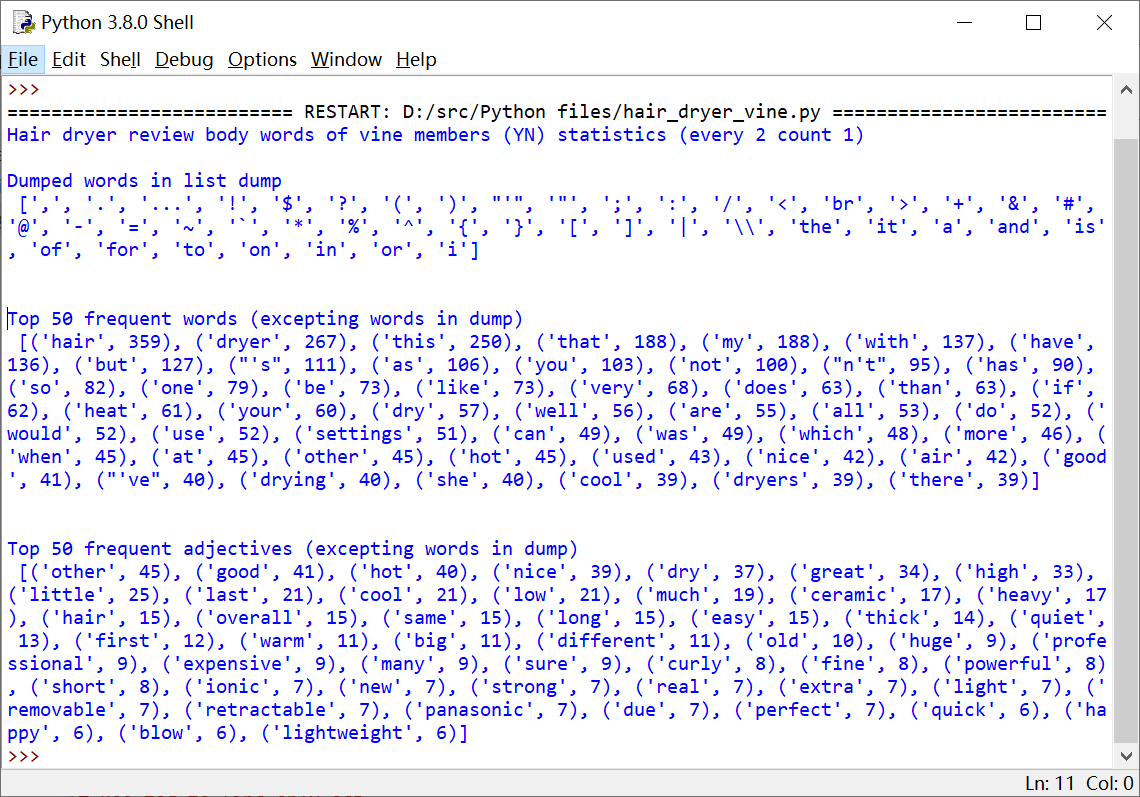 Python 3.8.0 Shell
File Edit Shell Debug Options Window Help
>>>
========================== RESTART: D:/src/Python files/hair_dryer_vine.py =========================
Hair dryer review body words of vine members (YN) statistics (every 2 count 1)
Dumped words in list dump
[',', '.', '...', '!', '$', '?', '(', ')', "'", '"', ';', ':', '/', '<', 'br', '>', '+', '&', '#',
'@', '-', '=', '~', '`', '*', '%', '^', '{', '}', '[', ']', '|', '\\', 'the', 'it', 'a', 'and', 'is'
, 'of', 'for', 'to', 'on', 'in', 'or', 'i']
Top 50 frequent words (excepting words in dump)
[('hair', 359), ('dryer', 267), ('this', 250), ('that', 188), ('my', 188), ('with', 137), ('have',
136), ('but', 127), ("'s", 111), ('as', 106), ('you', 103), ('not', 100), ("n't", 95), ('has', 90),
('so', 82), ('one', 79), ('be', 73), ('like', 73), ('very', 68), ('does', 63), ('than', 63), ('if',
62), ('heat', 61), ('your', 60), ('dry', 57), ('well', 56), ('are', 55), ('all', 53), ('do', 52), ('
would', 52), ('use', 52), ('settings', 51), ('can', 49), ('was', 49), ('which', 48), ('more', 46), (
'when', 45), ('at', 45), ('other', 45), ('hot', 45), ('used', 43), ('nice', 42), ('air', 42), ('good
', 41), ("'ve", 40), ('drying', 40), ('she', 40), ('cool', 39), ('dryers', 39), ('there', 39)]
Top 50 frequent adjectives (excepting words in dump)
[('other', 45), ('good', 41), ('hot', 40), ('nice', 39), ('dry', 37), ('great', 34), ('high', 33),
('little', 25), ('last', 21), ('cool', 21), ('low', 21), ('much', 19), ('ceramic', 17), ('heavy', 17
), ('hair', 15), ('overall', 15), ('same', 15), ('long', 15), ('easy', 15), ('thick', 14), ('quiet',
13), ('first', 12), ('warm', 11), ('big', 11), ('different', 11), ('old', 10), ('huge', 9), ('profe
ssional', 9), ('expensive', 9), ('many', 9), ('sure', 9), ('curly', 8), ('fine', 8), ('powerful', 8)
, ('short', 8), ('ionic', 7), ('new', 7), ('strong', 7), ('real', 7), ('extra', 7), ('light', 7), ('
removable', 7), ('retractable', 7), ('panasonic', 7), ('due', 7), ('perfect', 7), ('quick', 6), ('ha
ppy', 6), ('blow', 6), ('lightweight', 6)]
>>>
Ln: 11 Col: 0